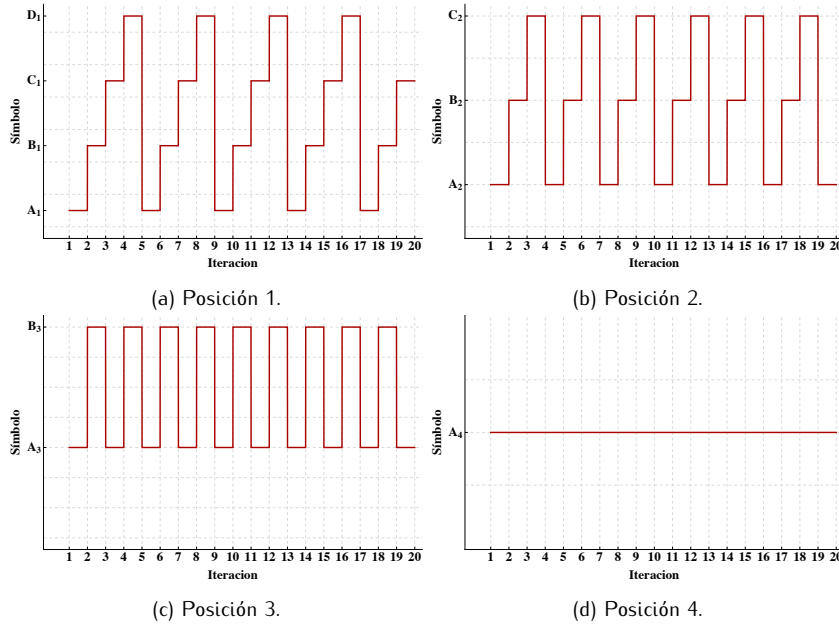 D₁
C₁
B₁
A₁
Símbolo
1 2 3 4 5 6 7 8 9 10 11 12 13 14 15 16 17 18 19 20
Iteracion
(a) Posición 1.
C₂
B₂
A₂
Símbolo
1 2 3 4 5 6 7 8 9 10 11 12 13 14 15 16 17 18 19 20
Iteracion
(b) Posición 2.
B₃
A₃
Símbolo
1 2 3 4 5 6 7 8 9 10 11 12 13 14 15 16 17 18 19 20
Iteracion
(c) Posición 3.
A₄
Símbolo
1 2 3 4 5 6 7 8 9 10 11 12 13 14 15 16 17 18 19 20
Iteracion
(d) Posición 4.